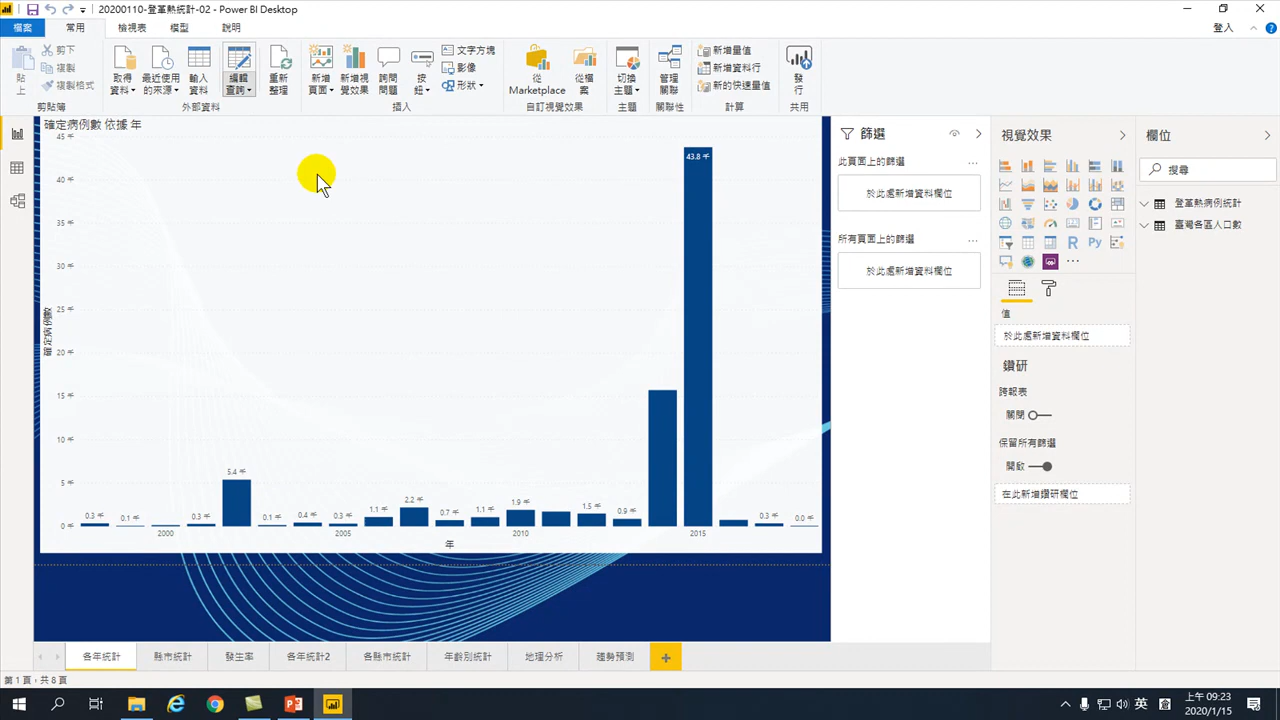 20200110-登革熱統計-02 - Power BI Desktop
檔案 常用 檢視表 模型 說明 登入
貼上
剪下
複製
複製格式
剪貼簿
取得資料
最近使用的來源
輸入資料
編輯查詢
重新整理
外部資料
新增頁面
新增視覺效果
詢問問題
按鈕
文字方塊
影像
形狀
插入
從 Marketplace
從檔案
自訂視覺效果
切換主題
主題
管理關聯
關聯性
新增量值
新增資料行
新的快速量值
計算
發行
共用
確定病例數 依據 年
確定病例數
45 千
40 千
35 千
30 千
25 千
20 千
15 千
10 千
5 千
0 千
0.3 千 0.1 千 0.3 千 5.4 千 0.1 千 0.4 千 0.3 千 1.1 千 2.2 千 0.7 千 1.1 千 1.9 千 1.5 千 0.9 千 43.8 千 0.3 千 0.0 千
2000 2005 2010 2015
年
篩選
此頁面上的篩選 ...
於此處新增資料欄位
所有頁面上的篩選 ...
於此處新增資料欄位
視覺效果
R Py
...
值
於此處新增資料欄位
鑽研
跨報表
關閉
保留所有篩選
開啟
在此新增鑽研欄位
欄位
搜尋
登革熱病例統計
臺灣各區人口數
各年統計 縣市統計 發生率 各年統計2 各縣市統計 年齡別統計 地理分析 趨勢預測 +
第 1 頁，共 8 頁
英
上午 09:23
2020/1/15